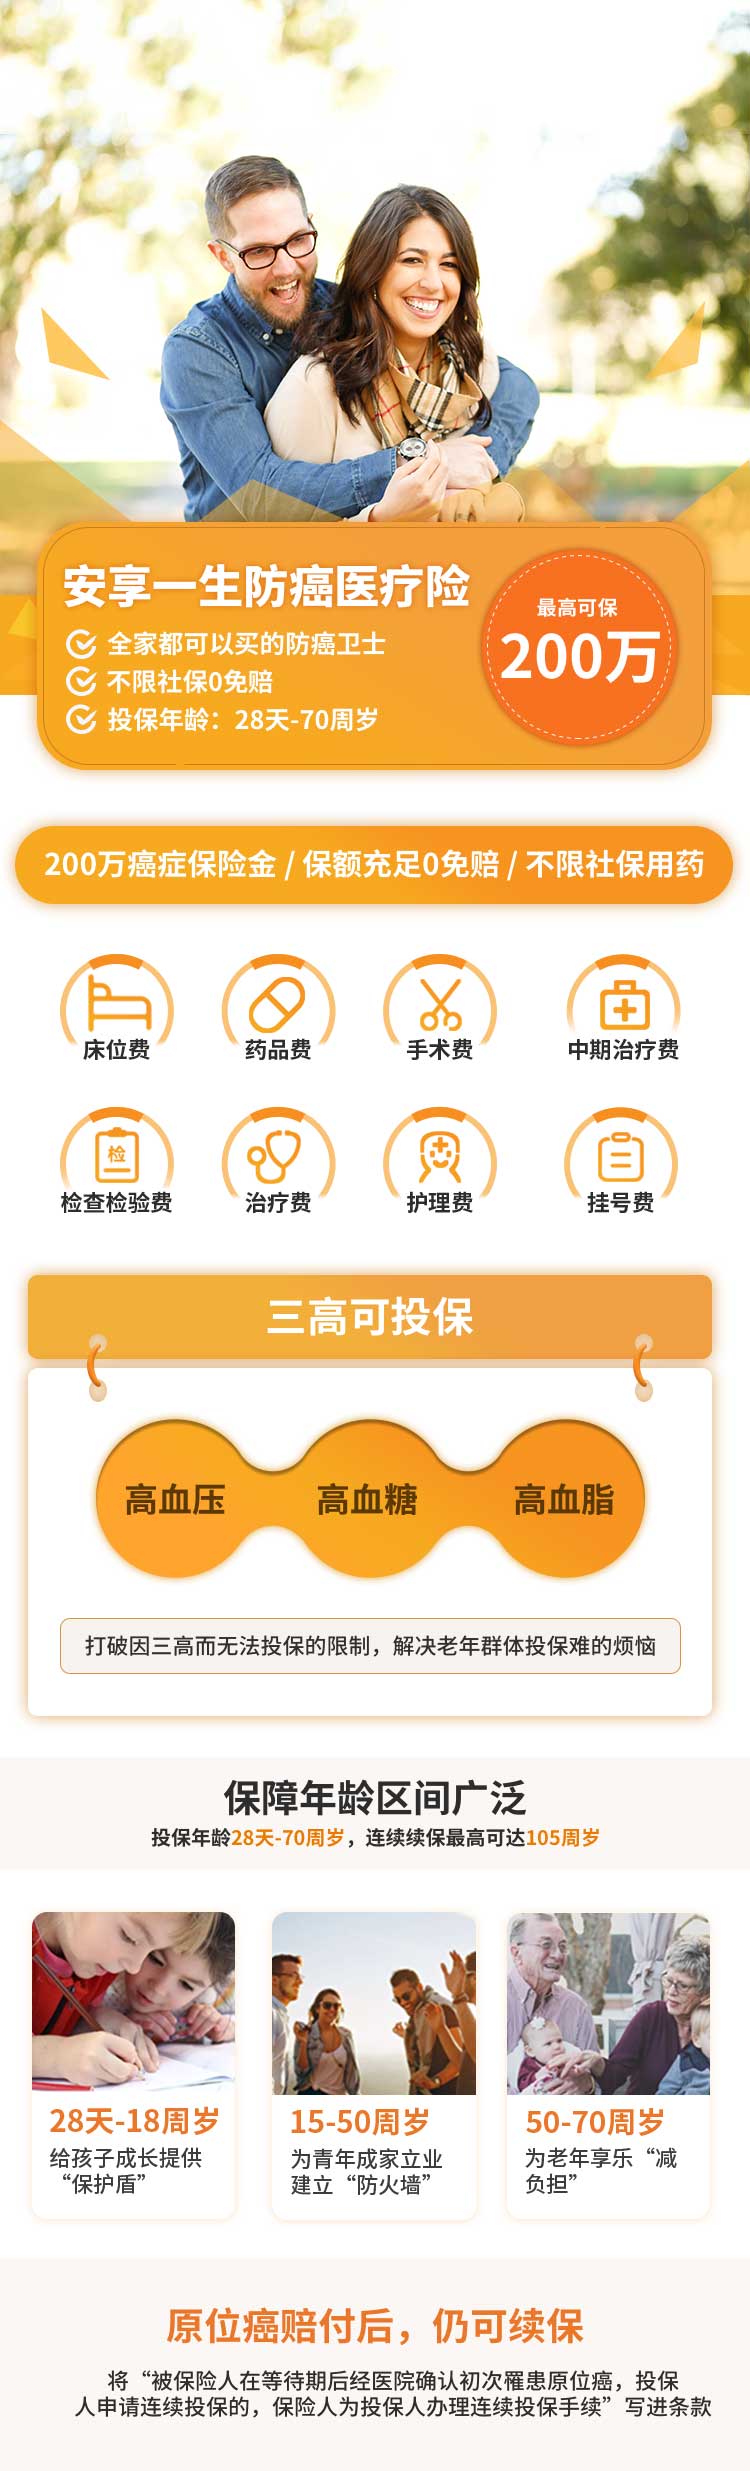 安享一生防癌医疗险
全家都可以买的防癌卫士
不限社保0免赔
投保年龄：28天-70周岁
最高可保
200万
200万癌症保险金 / 保额充足0免赔 / 不限社保用药
床位费
药品费
手术费
中期治疗费
检
检查检验费
治疗费
护理费
挂号费
三高可投保
高血压
高血糖
高血脂
打破因三高而无法投保的限制，解决老年群体投保难的烦恼
保障年龄区间广泛
投保年龄28天-70周岁，连续续保最高可达105周岁
28天-18周岁
给孩子成长提供
“保护盾”
15-50周岁
为青年成家立业
建立“防火墙”
50-70周岁
为老年享乐“减
负担”
原位癌赔付后，仍可续保
将“被保险人在等待期后经医院确认初次罹患原位癌，投保
人申请连续投保的，保险人为投保人办理连续投保手续”写进条款